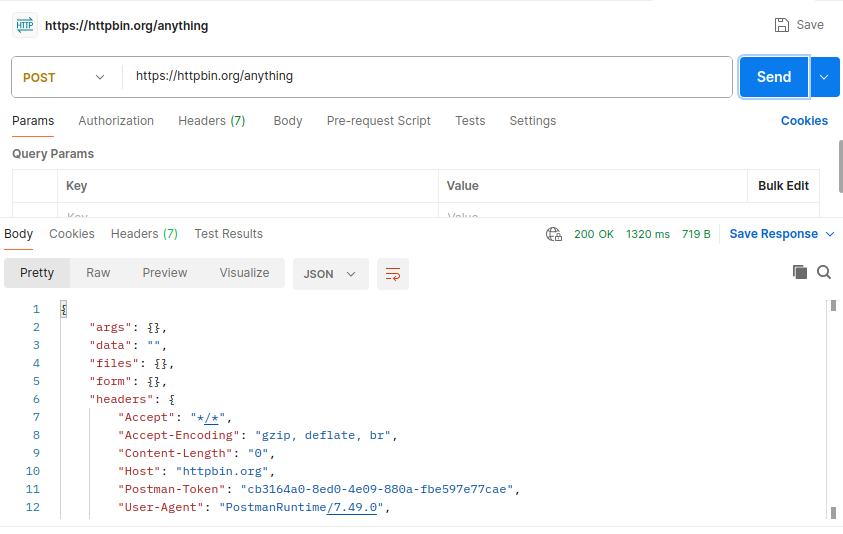 HTTP https://httpbin.org/anything Save
POST https://httpbin.org/anything Send
Params Authorization Headers (7) Body Pre-request Script Tests Settings Cookies
Query Params
Key Value Bulk Edit
Key Value
Body Cookies Headers (7) Test Results 200 OK 1320 ms 719 B Save Response
Pretty Raw Preview Visualize JSON
1 {
2 "args": {},
3 "data": "",
4 "files": {},
5 "form": {},
6 "headers": {
7 "Accept": "*/*",
8 "Accept-Encoding": "gzip, deflate, br",
9 "Content-Length": "0",
10 "Host": "httpbin.org",
11 "Postman-Token": "cb3164a0-8ed0-4e09-880a-fbe597e77cae",
12 "User-Agent": "PostmanRuntime/7.49.0",